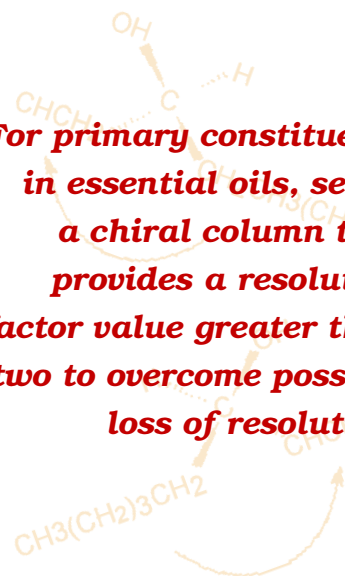 OH
H
C
CHCH
For primary constitue
in essential oils, se
a chiral column t
provides a resolu
factor value greater th
two to overcome poss
loss of resolut
C
CH3(CH2)3CH2